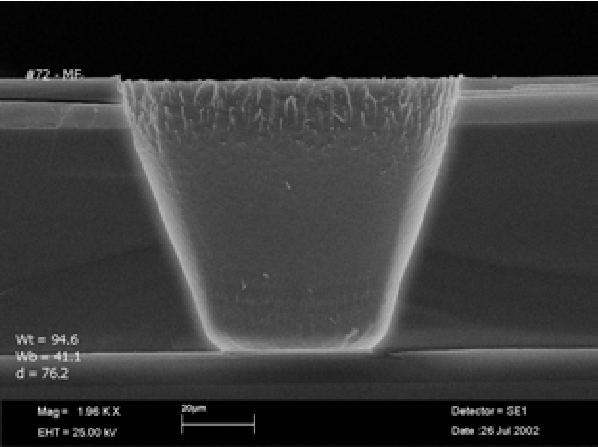 #72 - MF
Wt = 94.6
Wb = 41.1
d = 76.2
Mag = 1.96 K X
20µm
Detector = SE1
EHT = 25.00 kV
Date :26 Jul 2002